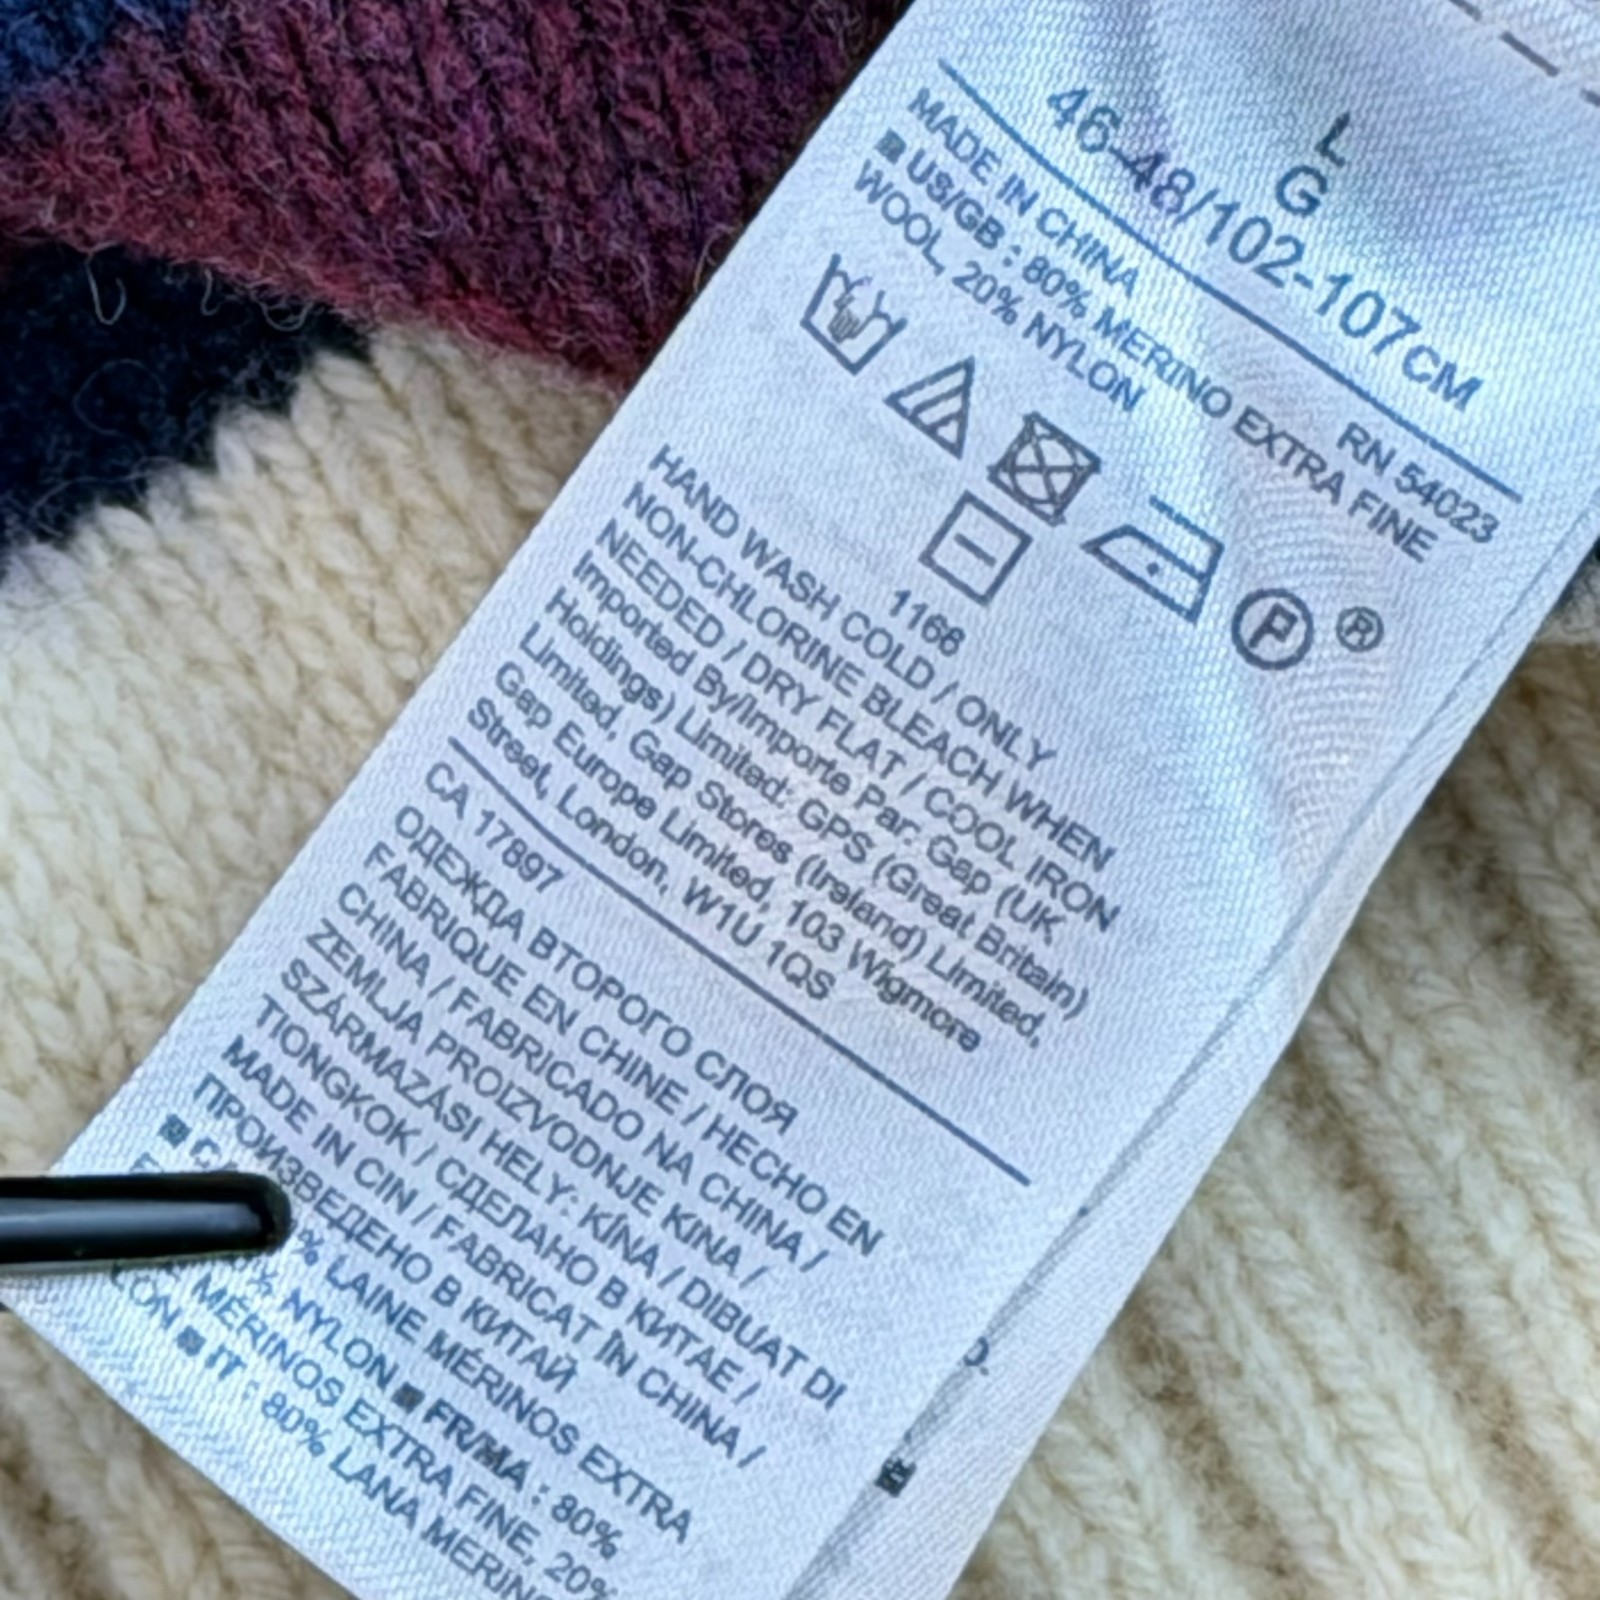 L
G
46-48/102-107CM
RN 54023
MADE IN CHINA
US/GB : 80% MERINO EXTRA FINE
WOOL, 20% NYLON
P ®
1166
HAND WASH COLD / ONLY
NON-CHLORINE BLEACH WHEN
NEEDED / DRY FLAT / COOL IRON
Imported By/Importe Par: Gap (UK
Holdings) Limited: GPS (Great Britain)
Limited, Gap Stores (Ireland) Limited,
Gap Europe Limited, 103 Wigmore
Street, London, W1U 1QS
CA 17897
ОДЕЖДА ВТОРОГО СЛОЯ
FABRIQUE EN CHINE / HECHO EN
CHINA / FABRICADO NA CHINA /
ZEMLJA PROIZVODNJE KINA /
SZÁRMAZÁSI HELY: KÍNA / DIBUAT DI
TIONGKOK / СДЕЛАНО В КИТАЕ /
MADE IN CIN / FABRICAT ÎN CHINA /
ПРОИЗВЕДЕНО В КИТАЙ
% LAINE MÉRINOS EXTRA
% NYLON FR/MA : 80%
MÉRINOS EXTRA FINE, 20%
IT : 80% LANA MERINO